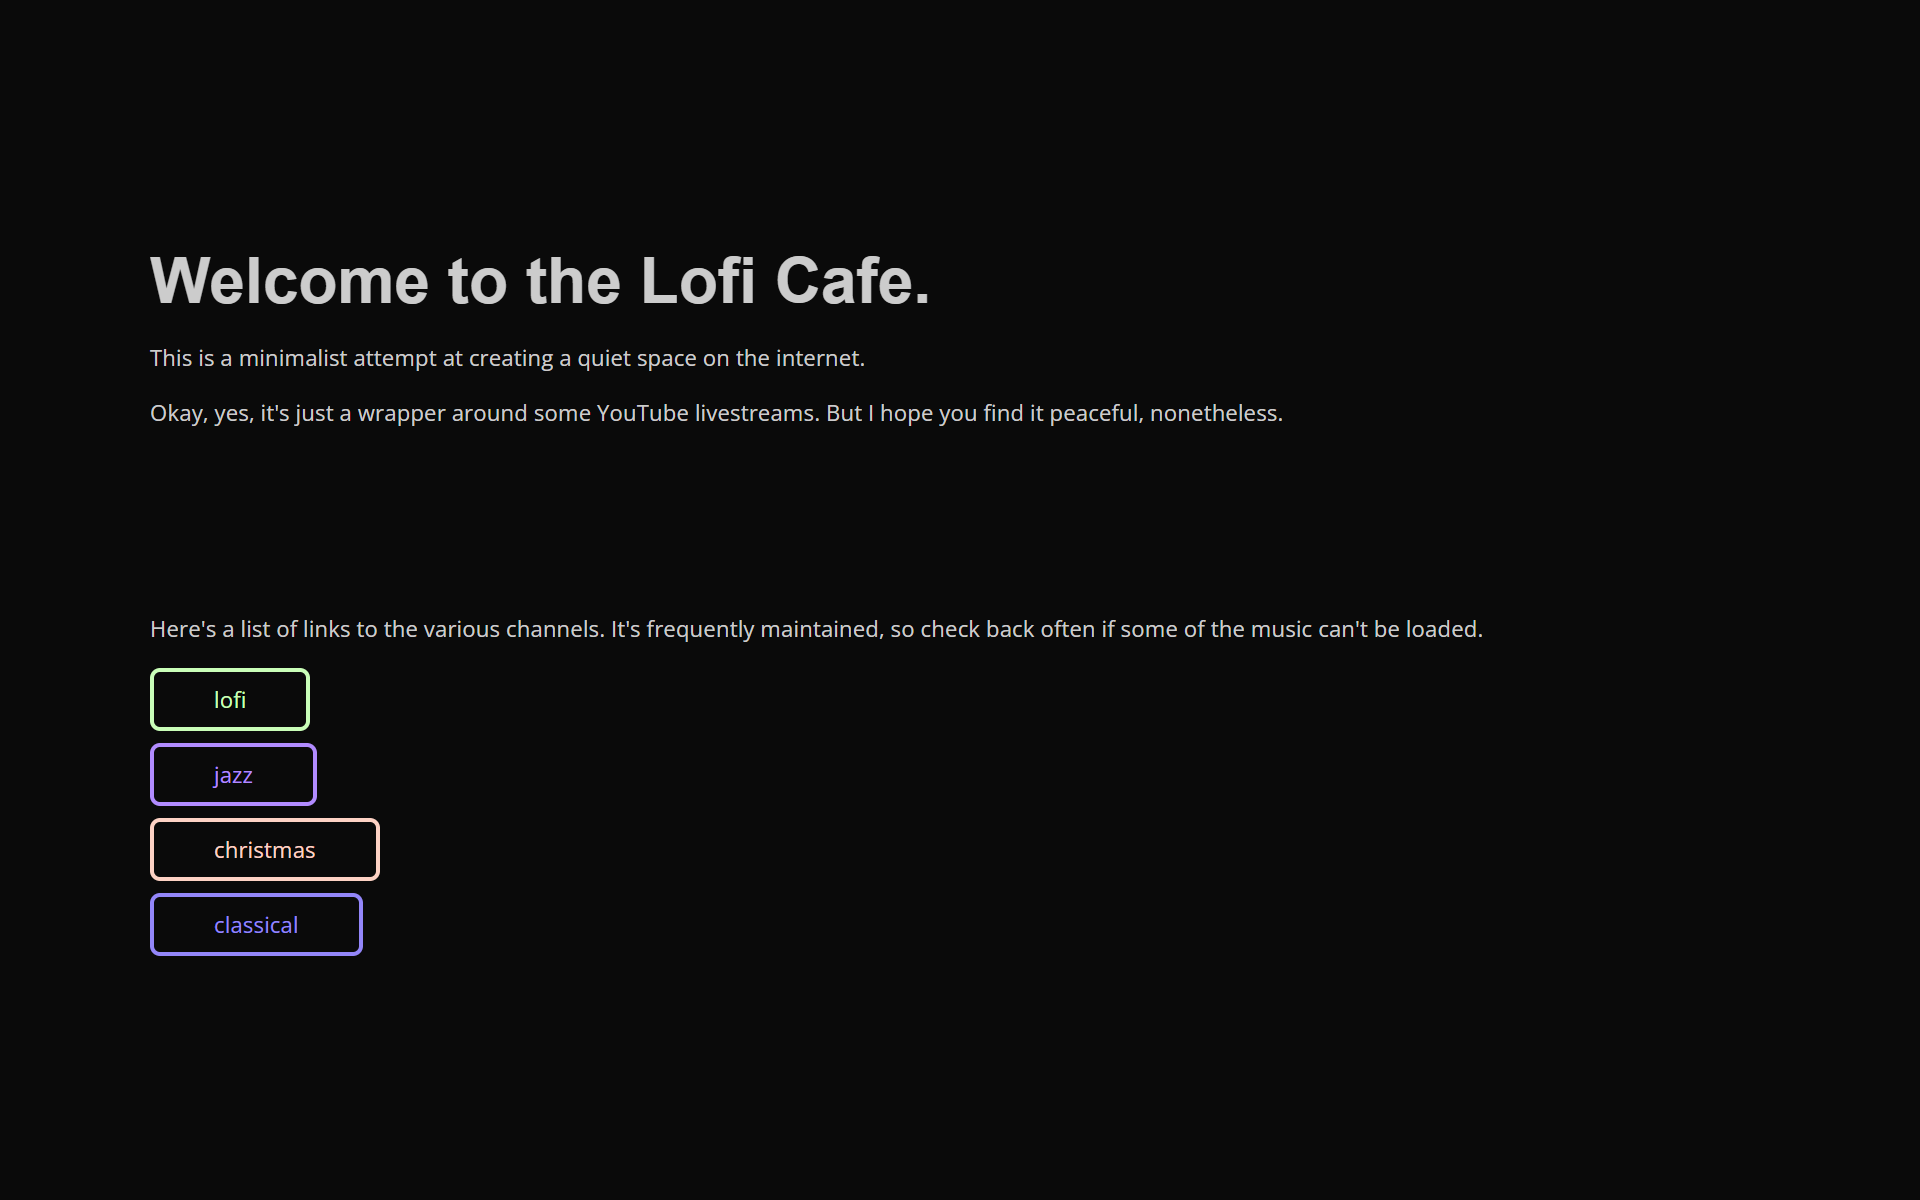 Welcome to the Lofi Cafe.
This is a minimalist attempt at creating a quiet space on the internet.
Okay, yes, it's just a wrapper around some YouTube livestreams. But I hope you find it peaceful, nonetheless.
Here's a list of links to the various channels. It's frequently maintained, so check back often if some of the music can't be loaded.
lofi
jazz
christmas
classical